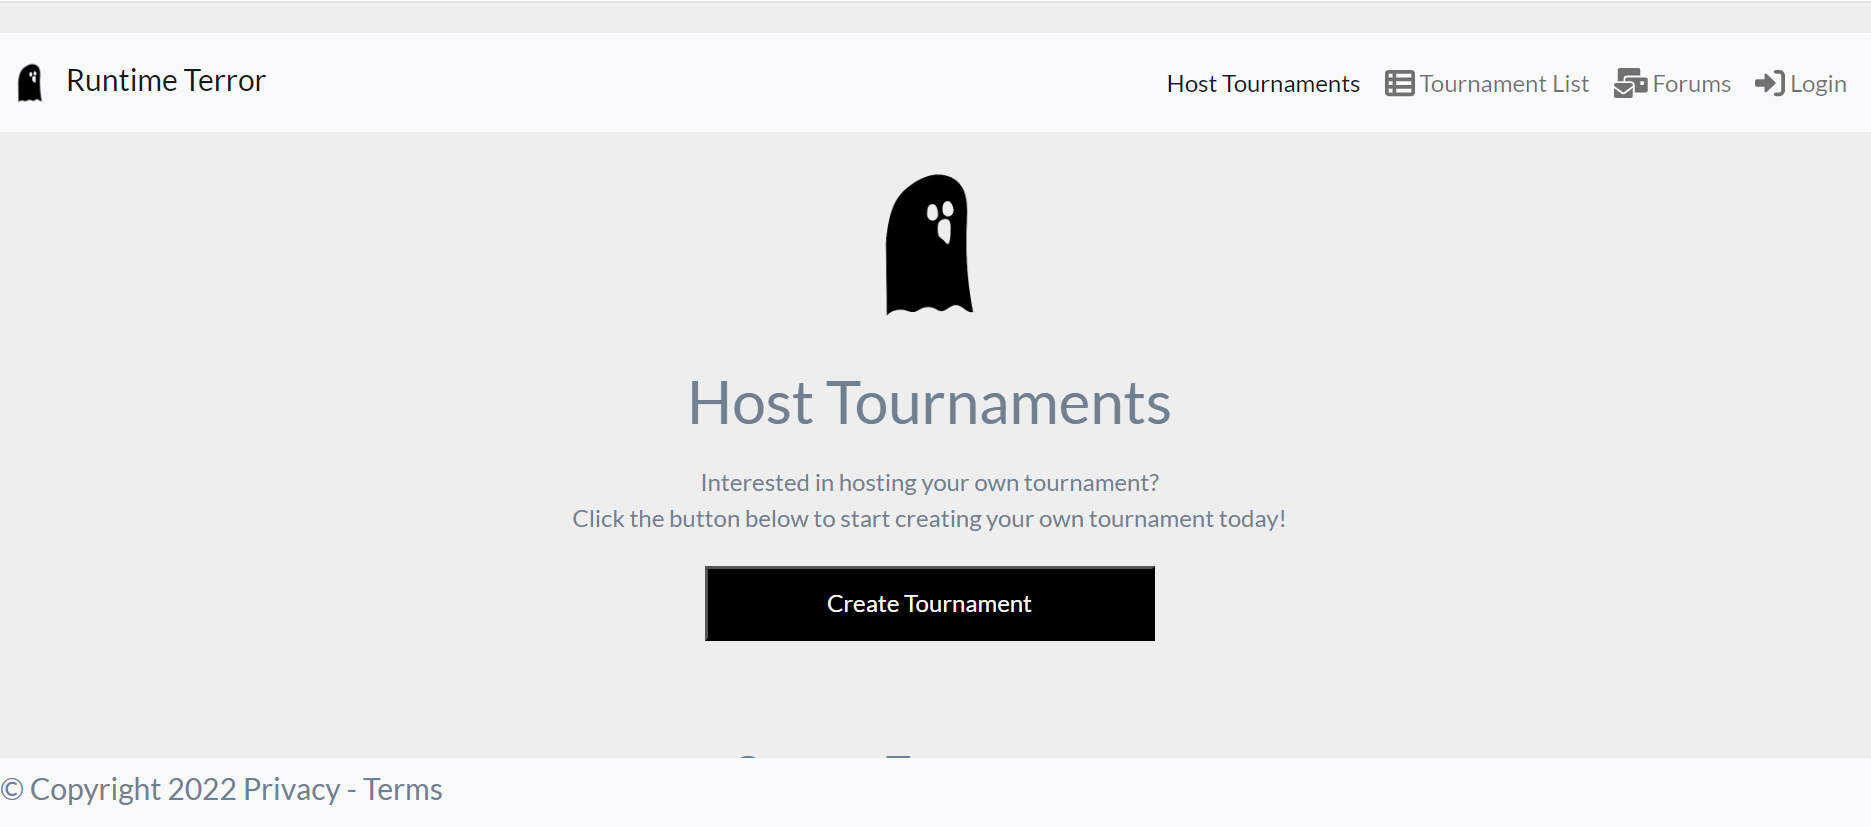 Runtime Terror
Host Tournaments
Tournament List
Forums
Login
Host Tournaments
Interested in hosting your own tournament?
Click the button below to start creating your own tournament today!
Create Tournament
© Copyright 2022 Privacy - Terms